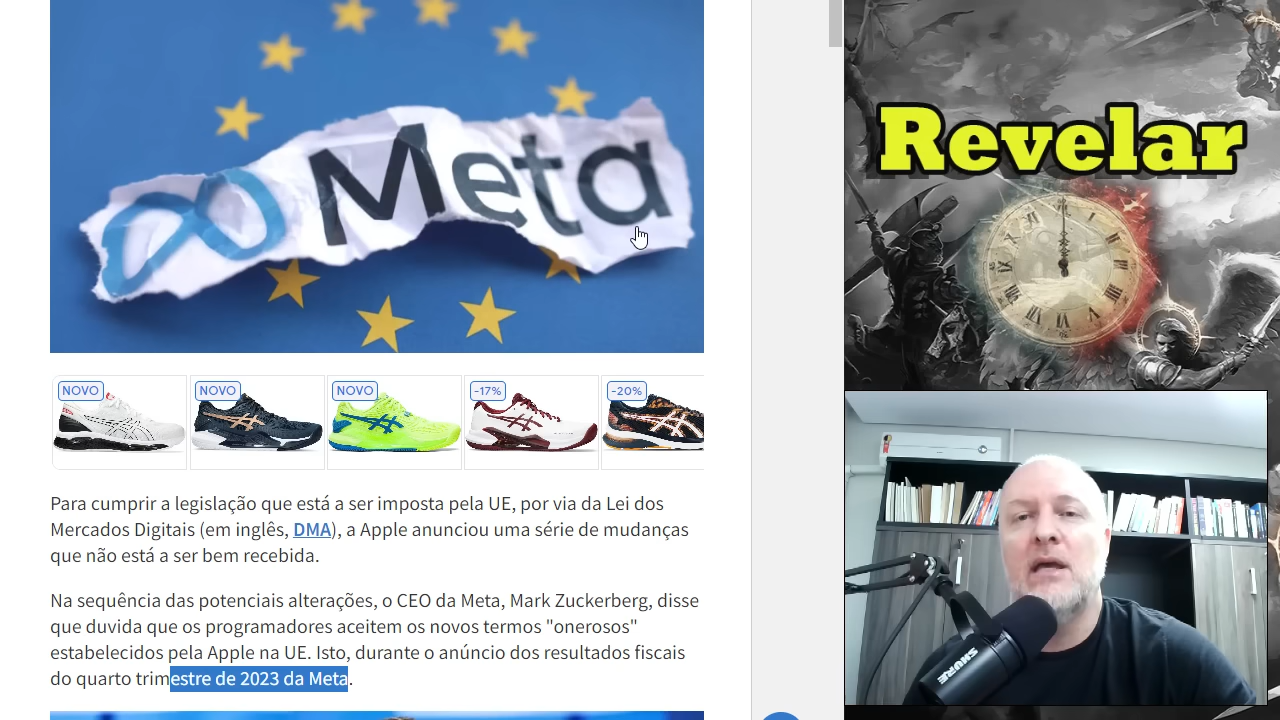 Meta
Revelar
NOVO
NOVO
NOVO
-17%
-20%
Para cumprir a legislação que está a ser imposta pela UE, por via da Lei dos
Mercados Digitais (em inglês, DMA), a Apple anunciou uma série de mudanças
que não está a ser bem recebida.
Na sequência das potenciais alterações, o CEO da Meta, Mark Zuckerberg, disse
que duvida que os programadores aceitem os novos termos "onerosos"
estabelecidos pela Apple na UE. Isto, durante o anúncio dos resultados fiscais
do quarto trimestre de 2023 da Meta.
SHURE